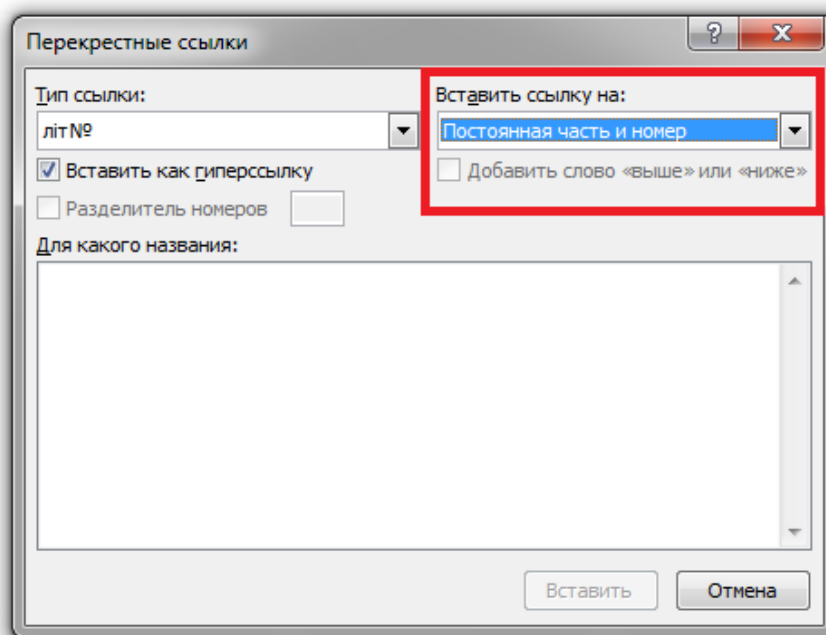 Перекрестные ссылки
Тип ссылки:
Вставить ссылку на:
літ№
Постоянная часть и номер
Вставить как гиперссылку
Добавить слово «выше» или «ниже»
Разделитель номеров
Для какого названия:
Вставить
Отмена